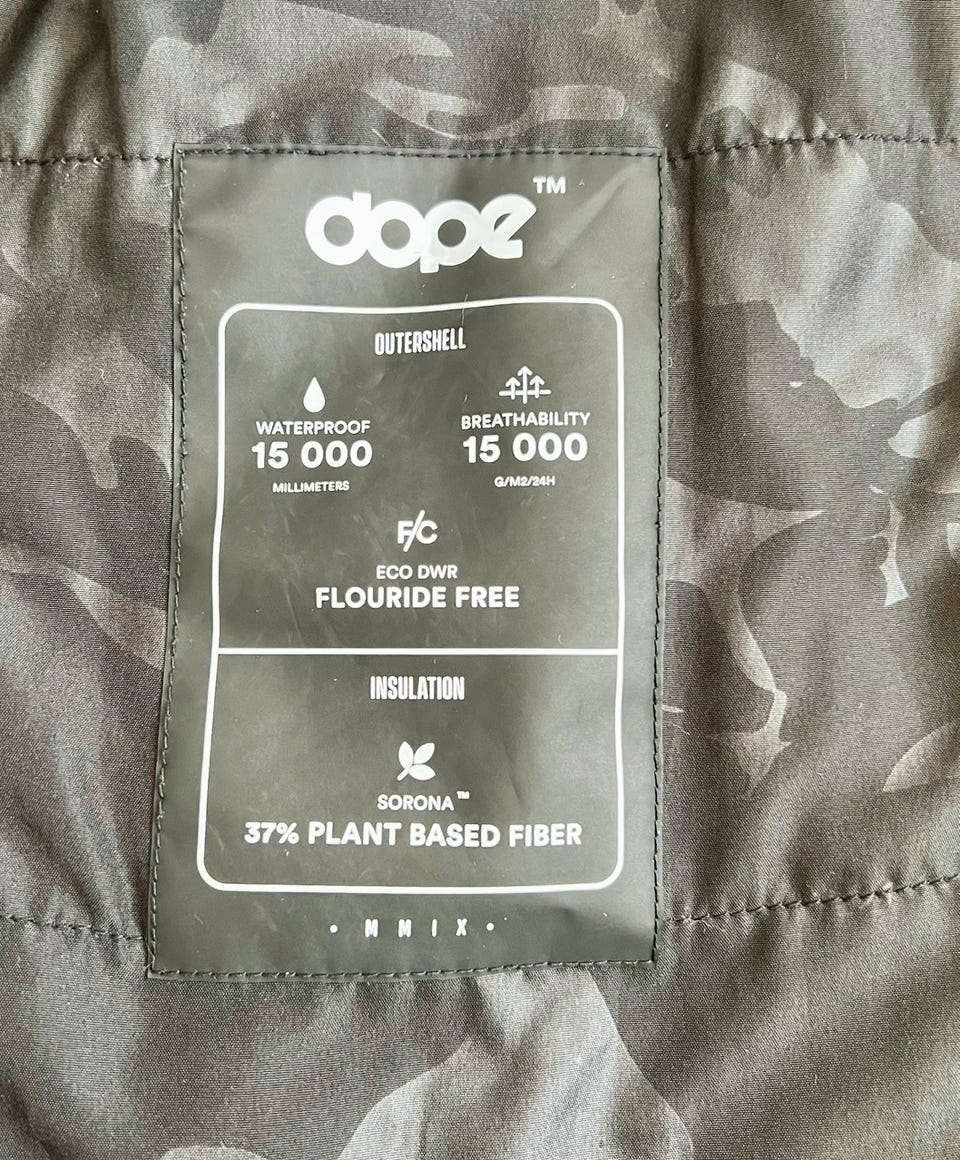 dope™
OUTERSHELL
WATERPROOF
15 000
MILLIMETERS
BREATHABILITY
15 000
G/M2/24H
F/C
ECO DWR
FLOURIDE FREE
INSULATION
SORONA™
37% PLANT BASED FIBER
• M M I X •